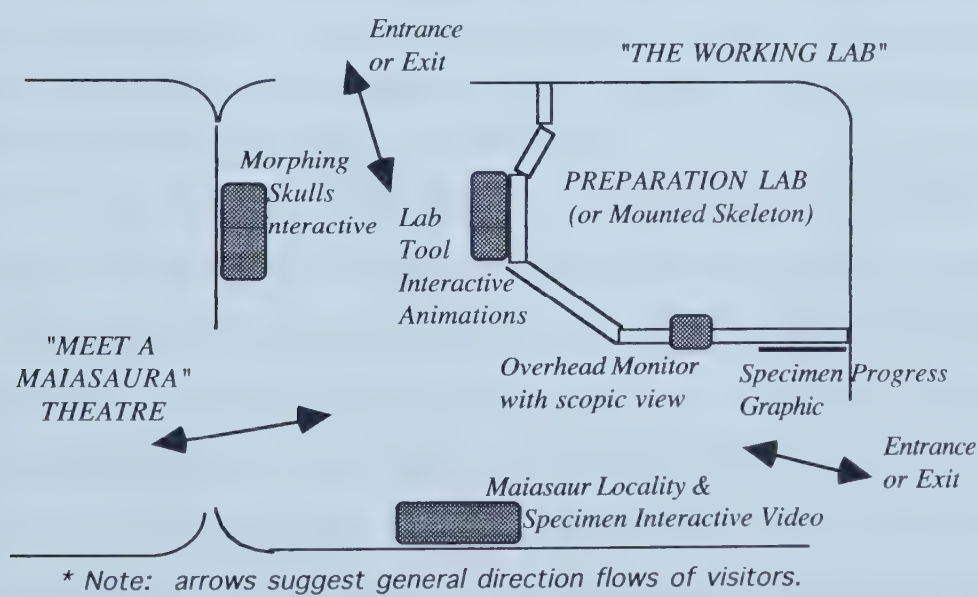 Entrance
or Exit
"THE WORKING LAB"
Morphing
Skulls
Interactive
Lab
Tool
Interactive
Animations
PREPARATION LAB
(or Mounted Skeleton)
"MEET A
MAIASAURA"
THEATRE
Overhead Monitor
with scopic view
Specimen Progress
Graphic
Entrance
or Exit
Maiasaur Locality &
Specimen Interactive Video
* Note: arrows suggest general direction flows of visitors.